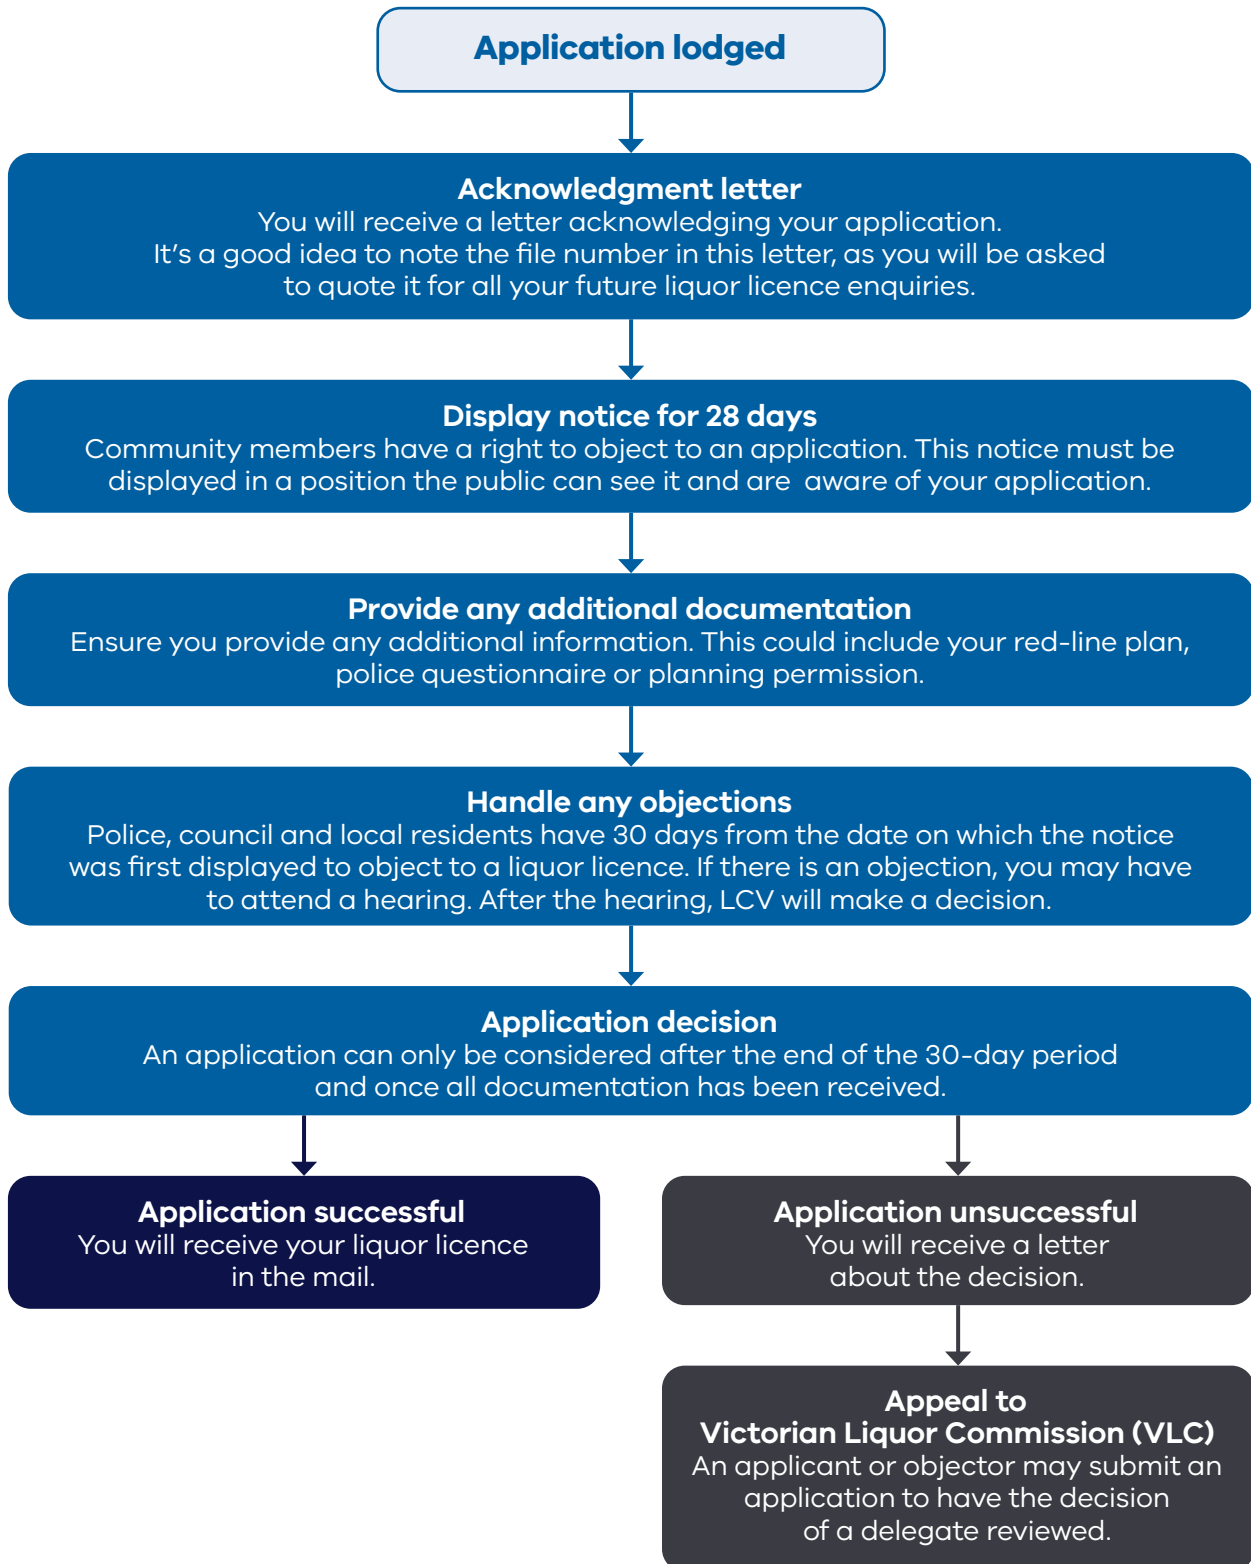 Application lodged
Acknowledgment letter
You will receive a letter acknowledging your application.
It’s a good idea to note the file number in this letter, as you will be asked
to quote it for all your future liquor licence enquiries.
Display notice for 28 days
Community members have a right to object to an application. This notice must be
displayed in a position the public can see it and are  aware of your application.
Provide any additional documentation
Ensure you provide any additional information. This could include your red-line plan,
police questionnaire or planning permission.
Handle any objections
Police, council and local residents have 30 days from the date on which the notice
was first displayed to object to a liquor licence. If there is an objection, you may have
to attend a hearing. After the hearing, LCV will make a decision.
Application decision
An application can only be considered after the end of the 30-day period
and once all documentation has been received.
Application successful
You will receive your liquor licence
in the mail.
Application unsuccessful
You will receive a letter
about the decision.
Appeal to
Victorian Liquor Commission (VLC)
An applicant or objector may submit an
application to have the decision
of a delegate reviewed.